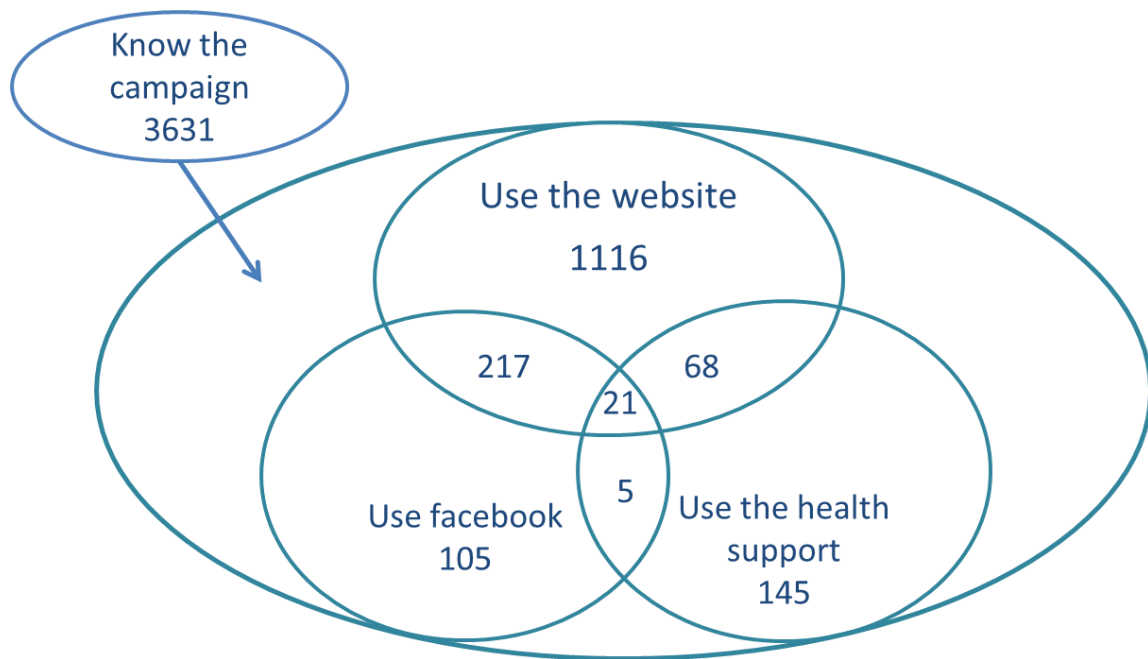 Know the
campaign
3631
Use the website
1116
217
68
21
5
Use facebook
105
Use the health
support
145